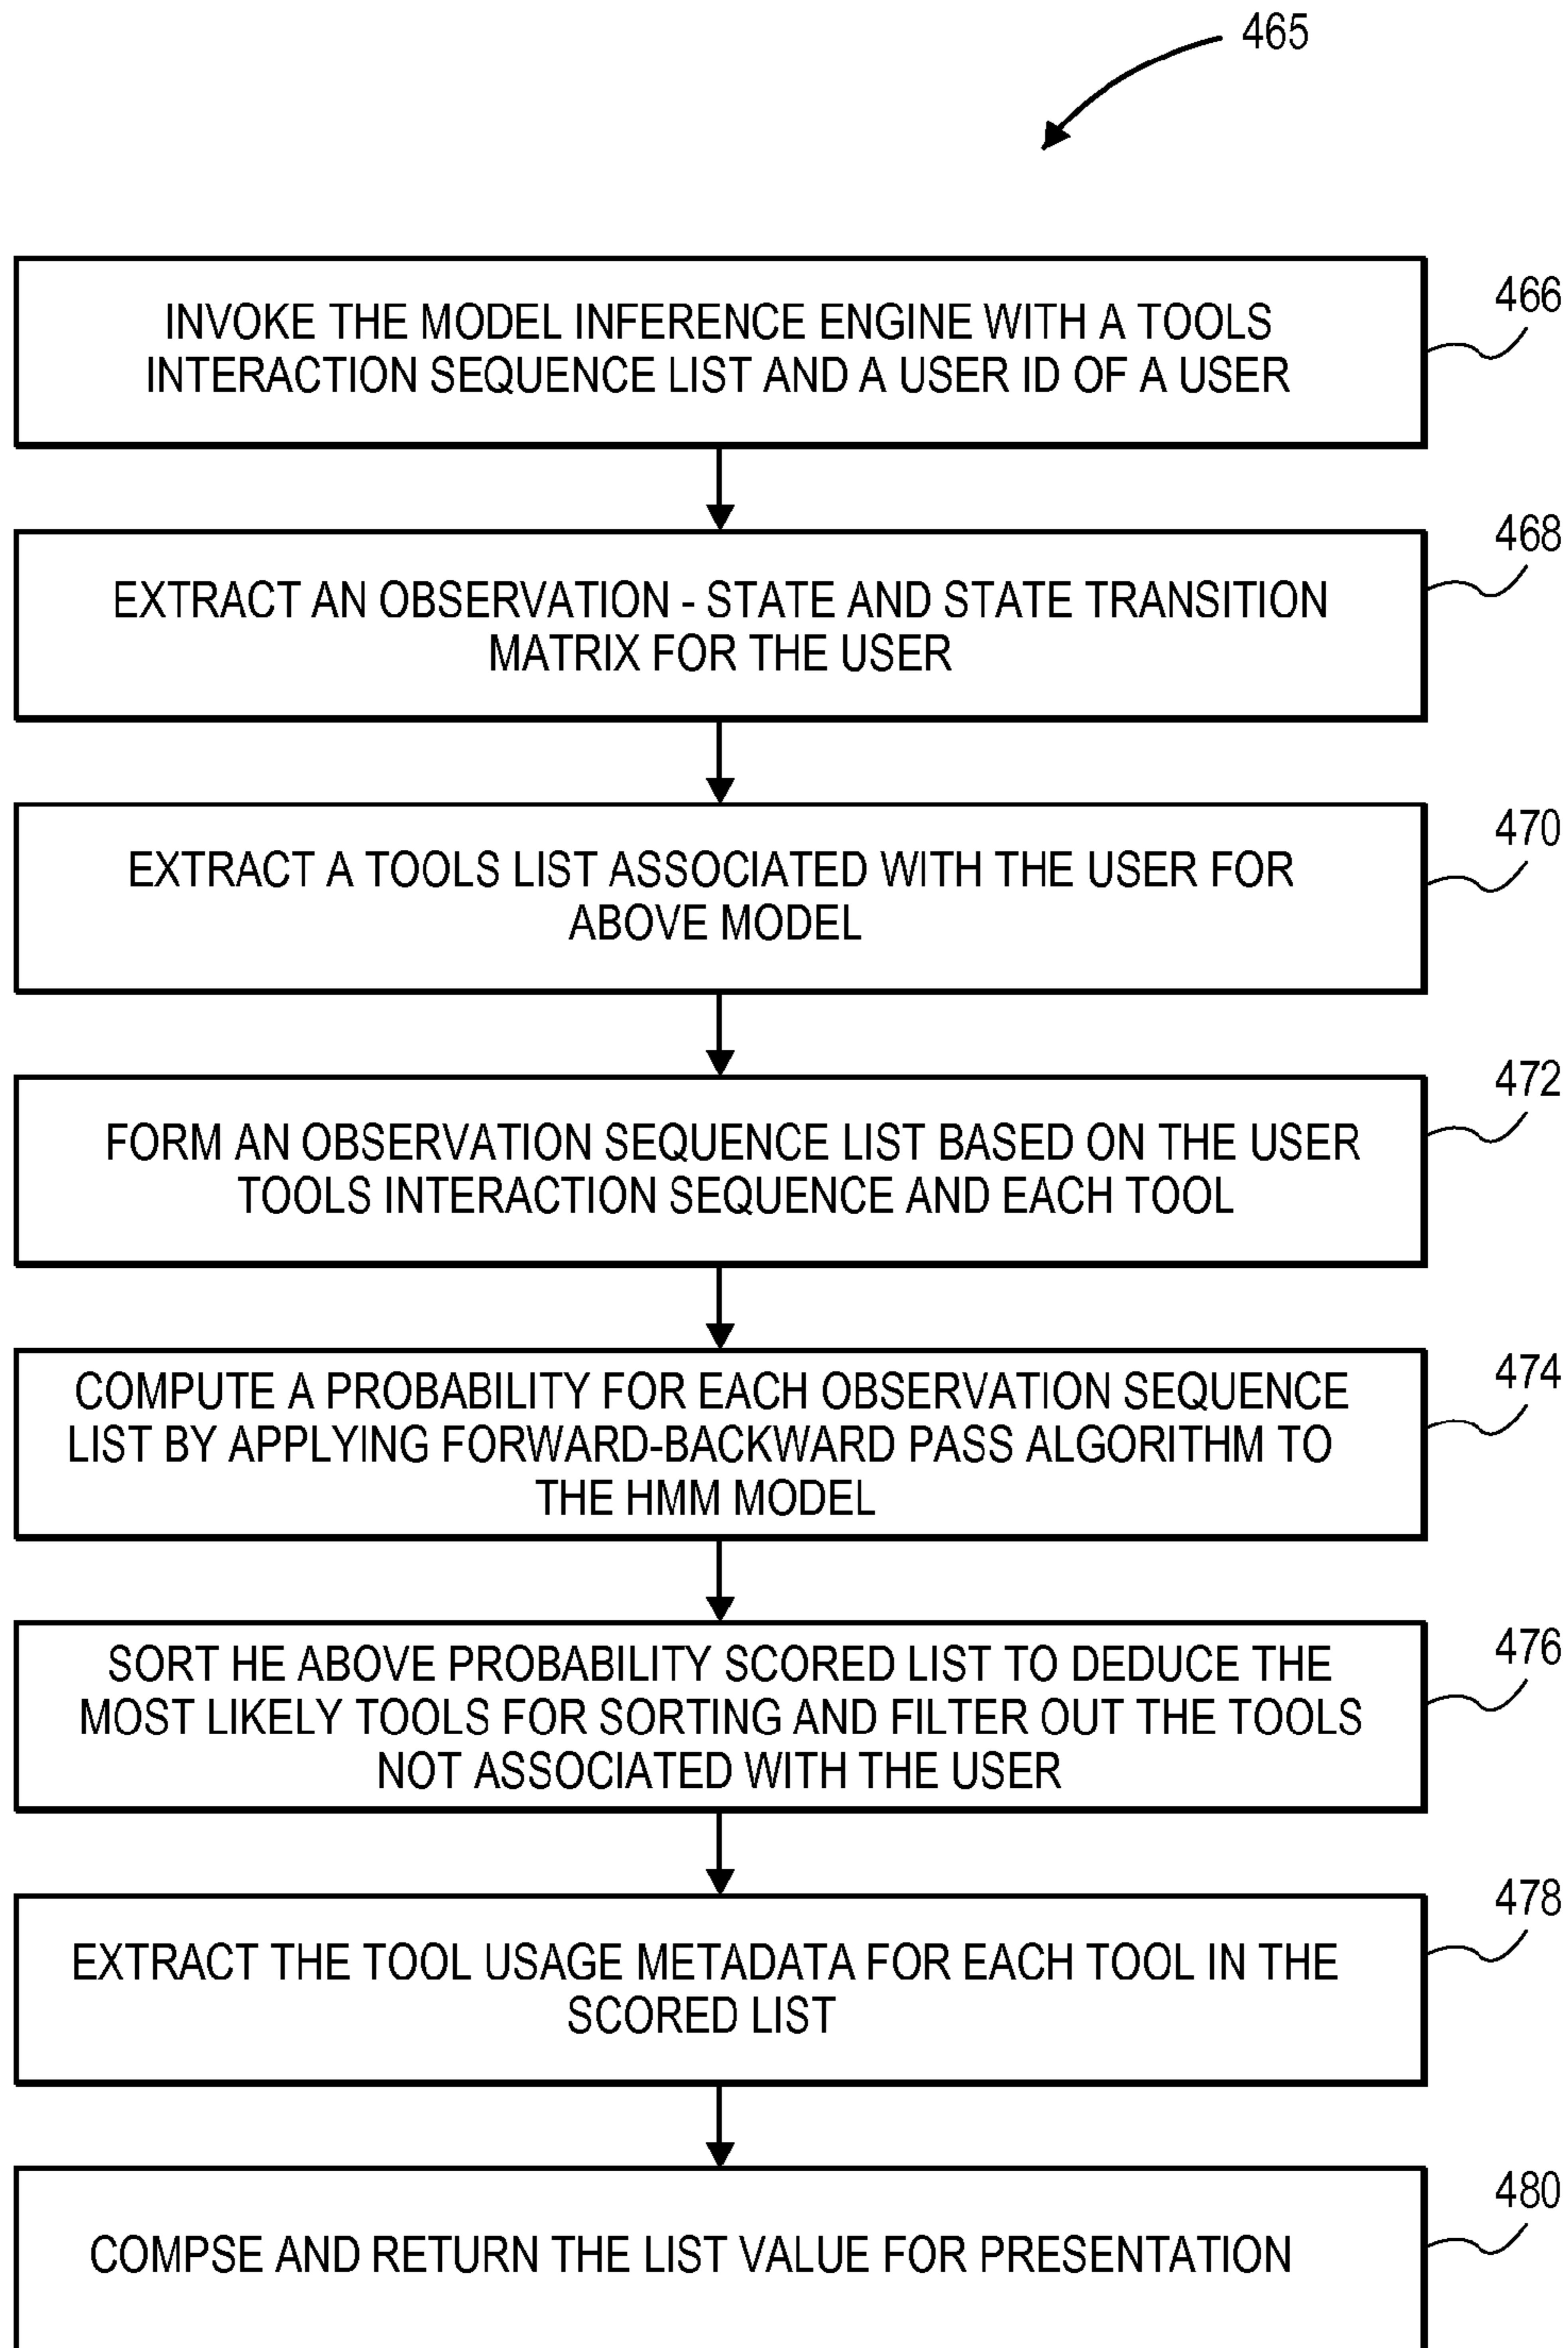 465
466
INVOKE THE MODEL INFERENCE ENGINE WITH A TOOLS
INTERACTION SEQUENCE LIST AND A USER ID OF A USER
468
EXTRACT AN OBSERVATION - STATE AND STATE TRANSITION
MATRIX FOR THE USER
470
EXTRACT A TOOLS LIST ASSOCIATED WITH THE USER FOR
ABOVE MODEL
472
FORM AN OBSERVATION SEQUENCE LIST BASED ON THE USER
TOOLS INTERACTION SEQUENCE AND EACH TOOL
474
COMPUTE A PROBABILITY FOR EACH OBSERVATION SEQUENCE
LIST BY APPLYING FORWARD-BACKWARD PASS ALGORITHM TO
THE HMM MODEL
476
SORT HE ABOVE PROBABILITY SCORED LIST TO DEDUCE THE
MOST LIKELY TOOLS FOR SORTING AND FILTER OUT THE TOOLS
NOT ASSOCIATED WITH THE USER
478
EXTRACT THE TOOL USAGE METADATA FOR EACH TOOL IN THE
SCORED LIST
480
COMPSE AND RETURN THE LIST VALUE FOR PRESENTATION